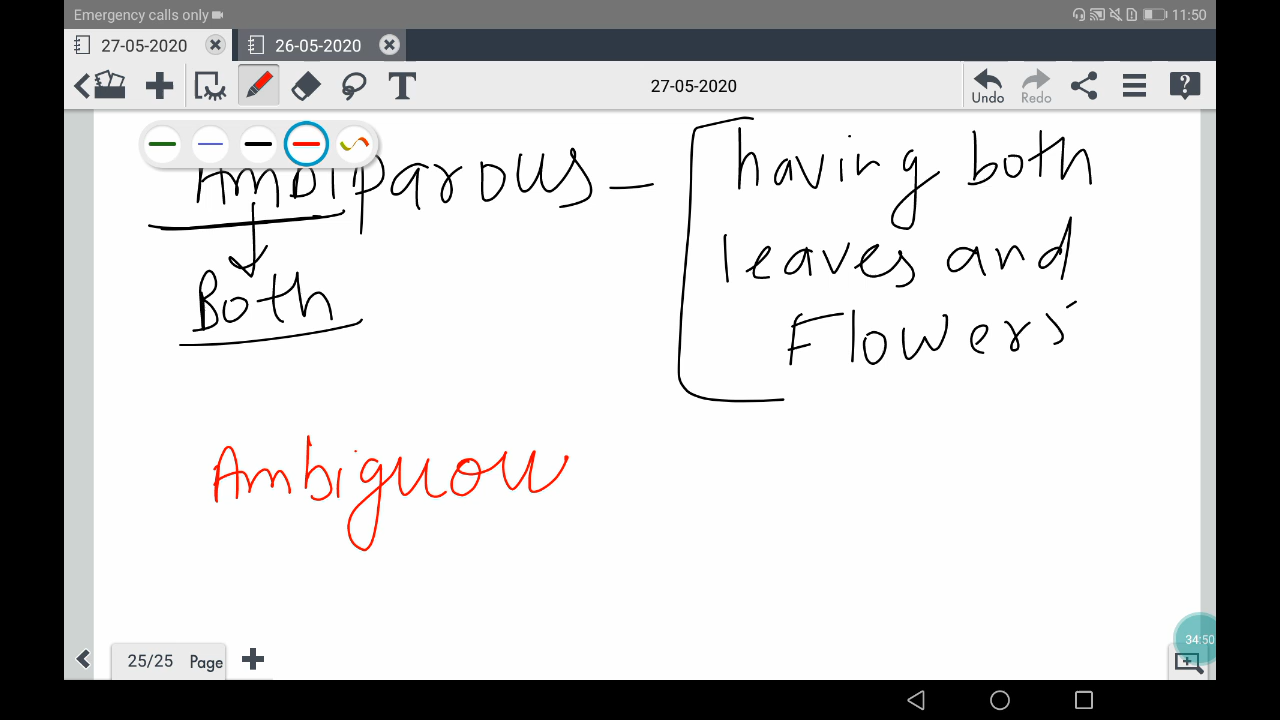 Emergency calls only 11:50
27-05-2020 26-05-2020
T 27-05-2020 Undo Redo
Ambiparous - having both
leaves and
Flowers
Both
Ambiguou
34:50
25/25 Page